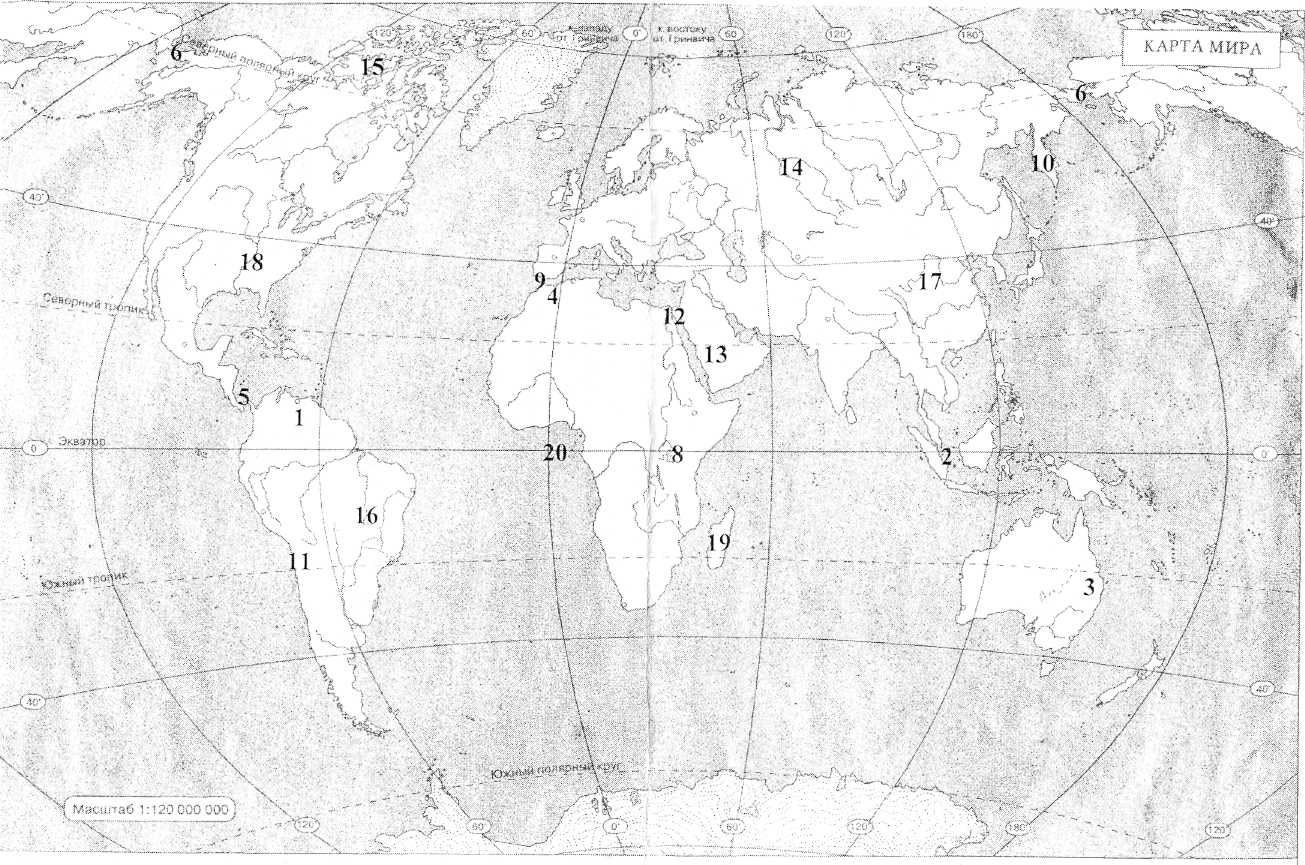 120° 60° к западу от Гринвича 0° к востоку от Гринвича 60° 120° 180°
КАРТА МИРА
6
Северный полярный круг
15
6
14
10
40°
40°
18
9
17
4
Северный тропик
12
13
5
1
0
Экватор
20
8
2
0
16
19
11
Южный тропик
3
40°
40°
Южный полярный круг
Масштаб 1:120 000 000
120° 60° 0° 60° 120° 180° 120°